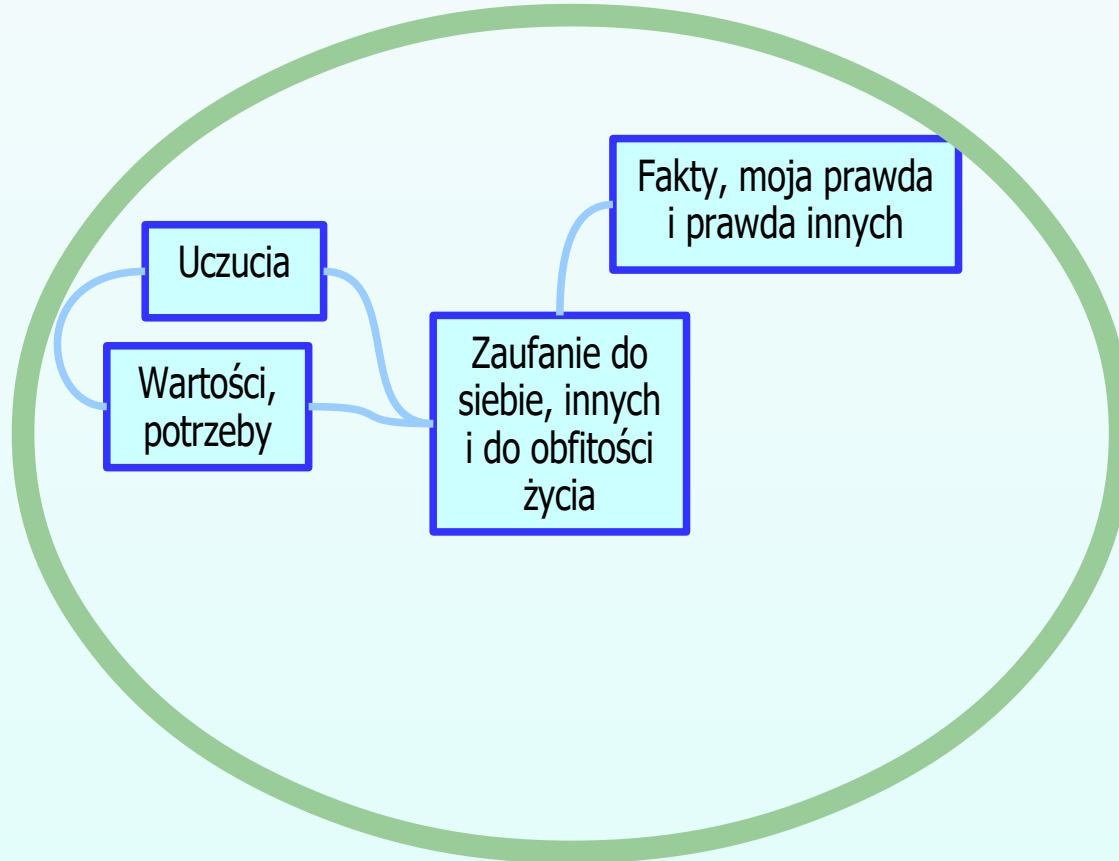 Fakty, moja prawda
i prawda innych
Uczucia
Wartości,
potrzeby
Zaufanie do
siebie, innych
i do obfitości
życia